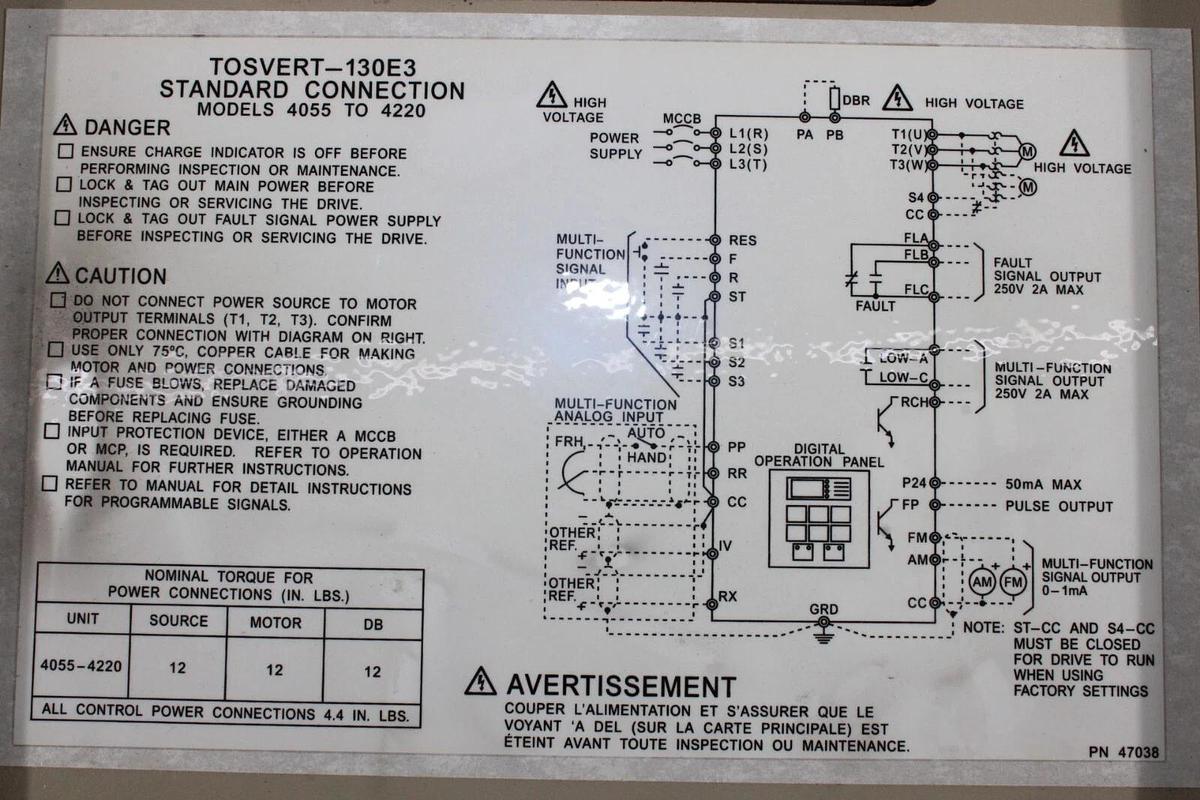 TOSVERT-130E3
STANDARD CONNECTION
MODELS 4055 TO 4220
DANGER
ENSURE CHARGE INDICATOR IS OFF BEFORE
PERFORMING INSPECTION OR MAINTENANCE.
LOCK & TAG OUT MAIN POWER BEFORE
INSPECTING OR SERVICING THE DRIVE.
LOCK & TAG OUT FAULT SIGNAL POWER SUPPLY
BEFORE INSPECTING OR SERVICING THE DRIVE.
CAUTION
DO NOT CONNECT POWER SOURCE TO MOTOR
OUTPUT TERMINALS (T1, T2, T3). CONFIRM
PROPER CONNECTION WITH DIAGRAM ON RIGHT.
USE ONLY 75°C, COPPER CABLE FOR MAKING
MOTOR AND POWER CONNECTIONS
IF A FUSE BLOWS, REPLACE DAMAGED
COMPONENTS AND ENSURE GROUNDING
BEFORE REPLACING FUSE.
INPUT PROTECTION DEVICE, EITHER A MCCB
OR MCP, IS REQUIRED. REFER TO OPERATION
MANUAL FOR FURTHER INSTRUCTIONS.
REFER TO MANUAL FOR DETAIL INSTRUCTIONS
FOR PROGRAMMABLE SIGNALS.
NOMINAL TORQUE FOR
POWER CONNECTIONS (IN. LBS.)
UNIT SOURCE MOTOR DB
4055-4220 12 12 12
ALL CONTROL POWER CONNECTIONS 4.4 IN. LBS.
HIGH
VOLTAGE
POWER
SUPPLY
MCCB
L1(R)
L2(S)
L3(T)
DBR
PA PB
HIGH VOLTAGE
T1(U)
T2(V)
T3(W)
M
M
HIGH VOLTAGE
S4
CC
MULTI-
FUNCTION
SIGNAL
INPUT
RES
F
R
ST
S1
S2
S3
FLA
FLB
FLC
FAULT
FAULT
SIGNAL OUTPUT
250V 2A MAX
LOW-A
LOW-C
RCH
MULTI-FUNCTION
SIGNAL OUTPUT
250V 2A MAX
MULTI-FUNCTION
ANALOG INPUT
FRH
AUTO
HAND
PP
RR
CC
OTHER
REF.
IV
OTHER
REF.
RX
DIGITAL
OPERATION PANEL
P24
50mA MAX
FP
PULSE OUTPUT
FM
AM
CC
AM FM
MULTI-FUNCTION
SIGNAL OUTPUT
0-1mA
GRD
NOTE: ST-CC AND S4-CC
MUST BE CLOSED
FOR DRIVE TO RUN
WHEN USING
FACTORY SETTINGS
AVERTISSEMENT
COUPER L'ALIMENTATION ET S'ASSURER QUE LE
VOYANT 'A DEL (SUR LA CARTE PRINCIPALE) EST
ÉTEINT AVANT TOUTE INSPECTION OU MAINTENANCE.
PN 47038